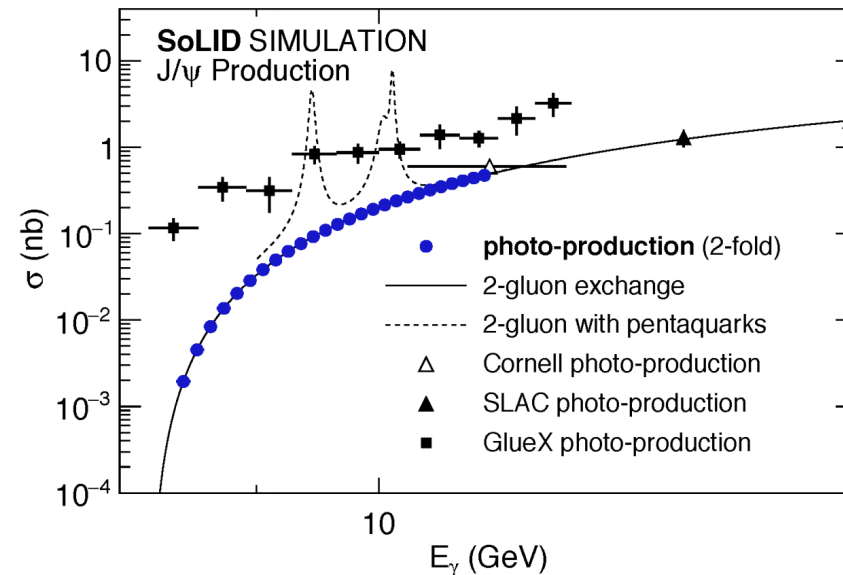 SoLID SIMULATION
J/ψ Production
10
1
10⁻¹
10⁻²
10⁻³
10⁻⁴
σ (nb)
photo-production (2-fold)
2-gluon exchange
2-gluon with pentaquarks
Cornell photo-production
SLAC photo-production
GlueX photo-production
10
E_γ (GeV)